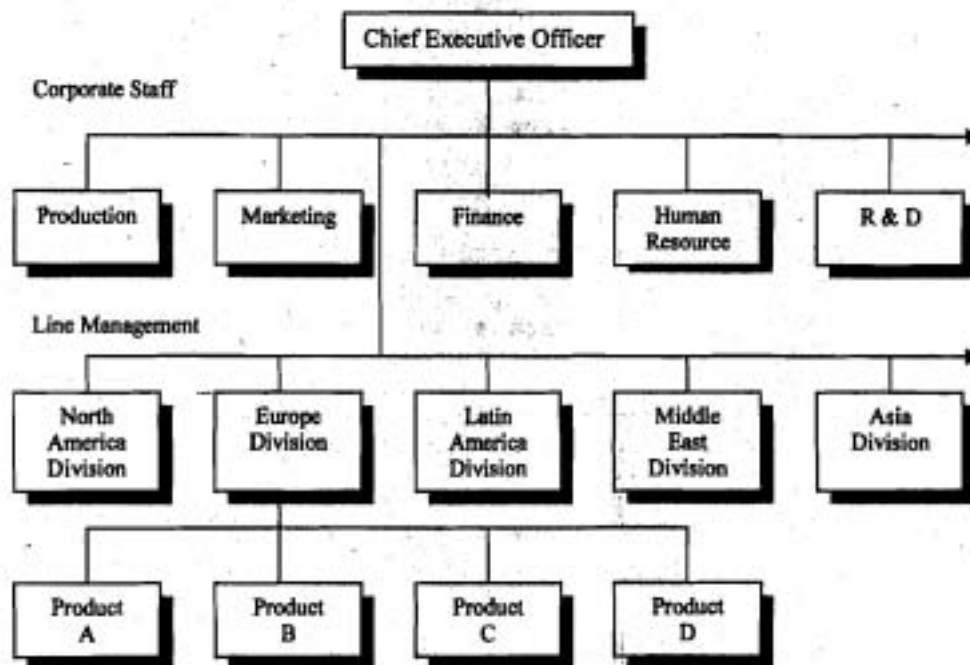 Chief Executive Officer
Corporate Staff
Production
Marketing
Finance
Human
Resource
R & D
Line Management
North
America
Division
Europe
Division
Latin
America
Division
Middle
East
Division
Asia
Division
Product
A
Product
B
Product
C
Product
D